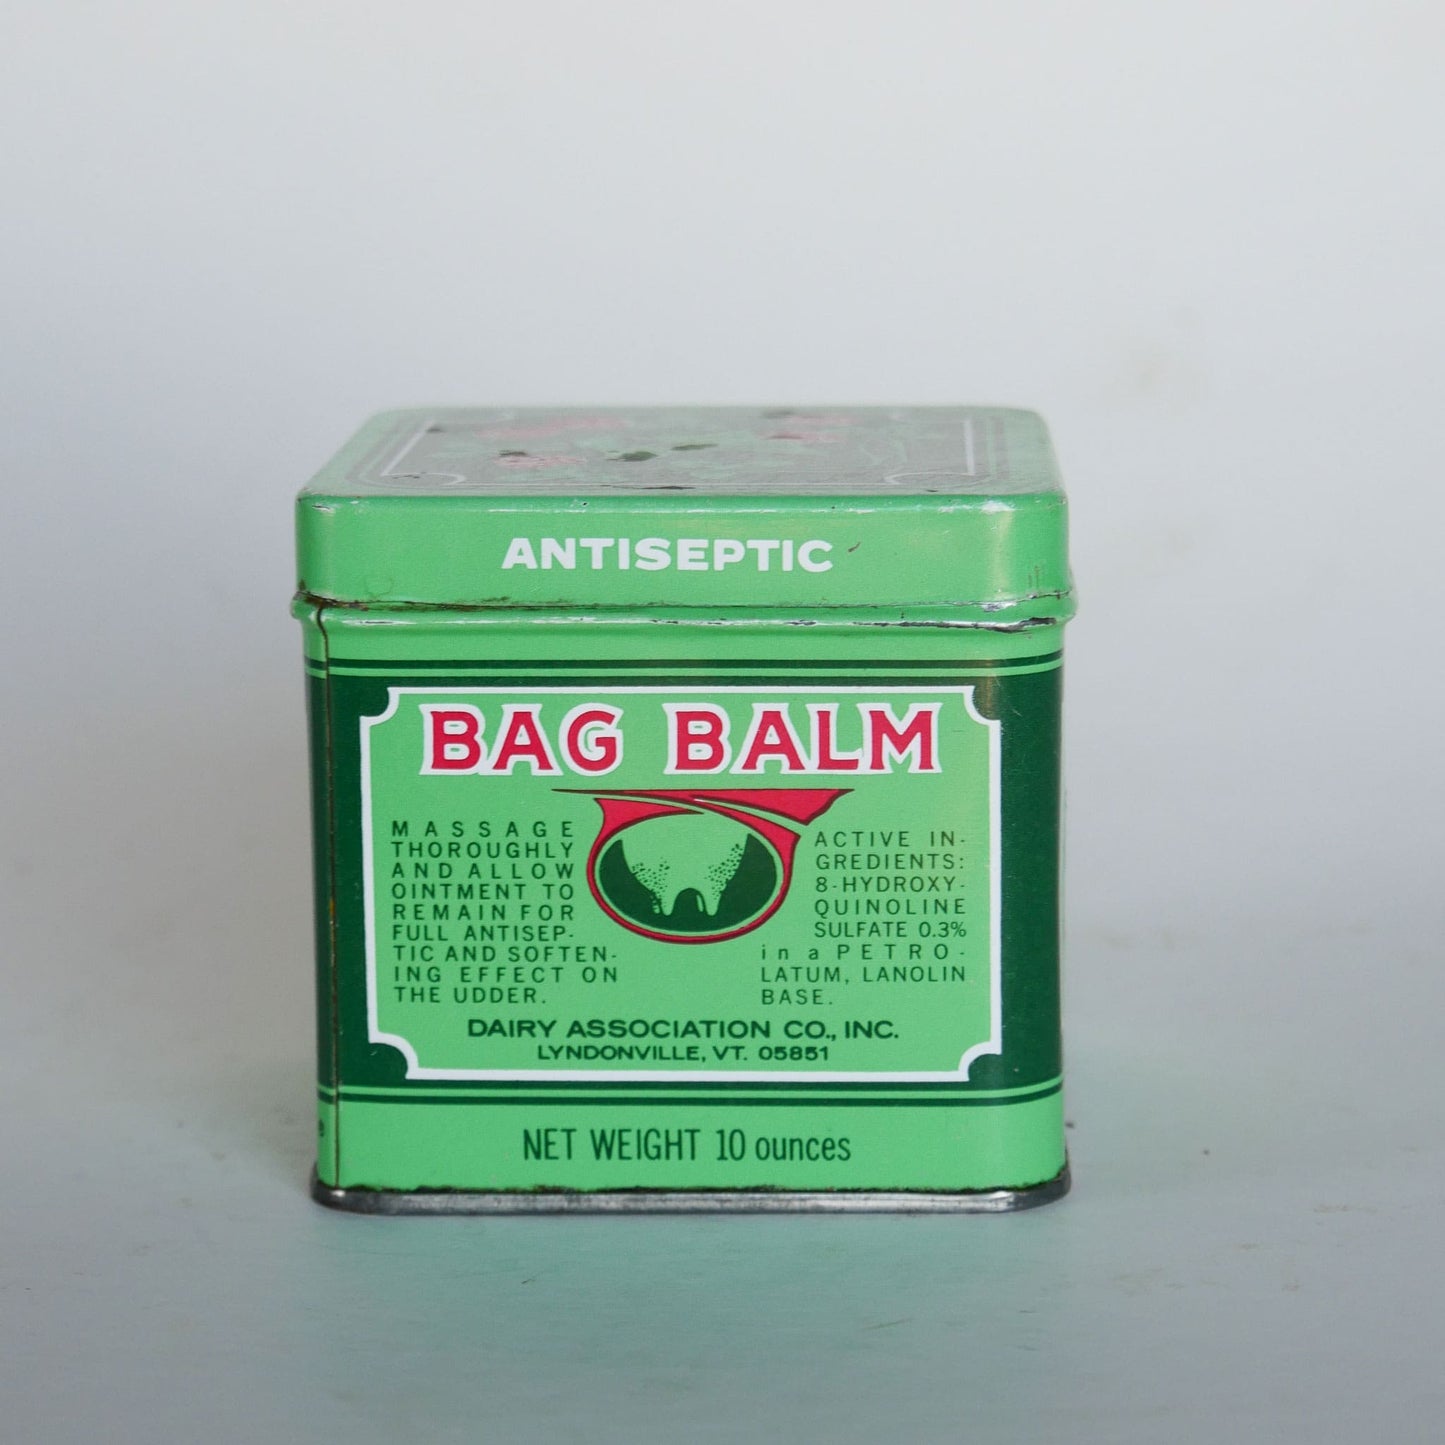 ANTISEPTIC
BAG BALM
MASSAGE
THOROUGHLY
AND ALLOW
OINTMENT TO
REMAIN FOR
FULL ANTISEP-
TIC AND SOFTEN-
ING EFFECT ON
THE UDDER.
ACTIVE IN-
GREDIENTS:
8-HYDROXY-
QUINOLINE
SULFATE 0.3%
in a PETRO-
LATUM, LANOLIN
BASE.
DAIRY ASSOCIATION CO., INC.
LYNDONVILLE, VT. 05851
NET WEIGHT 10 ounces